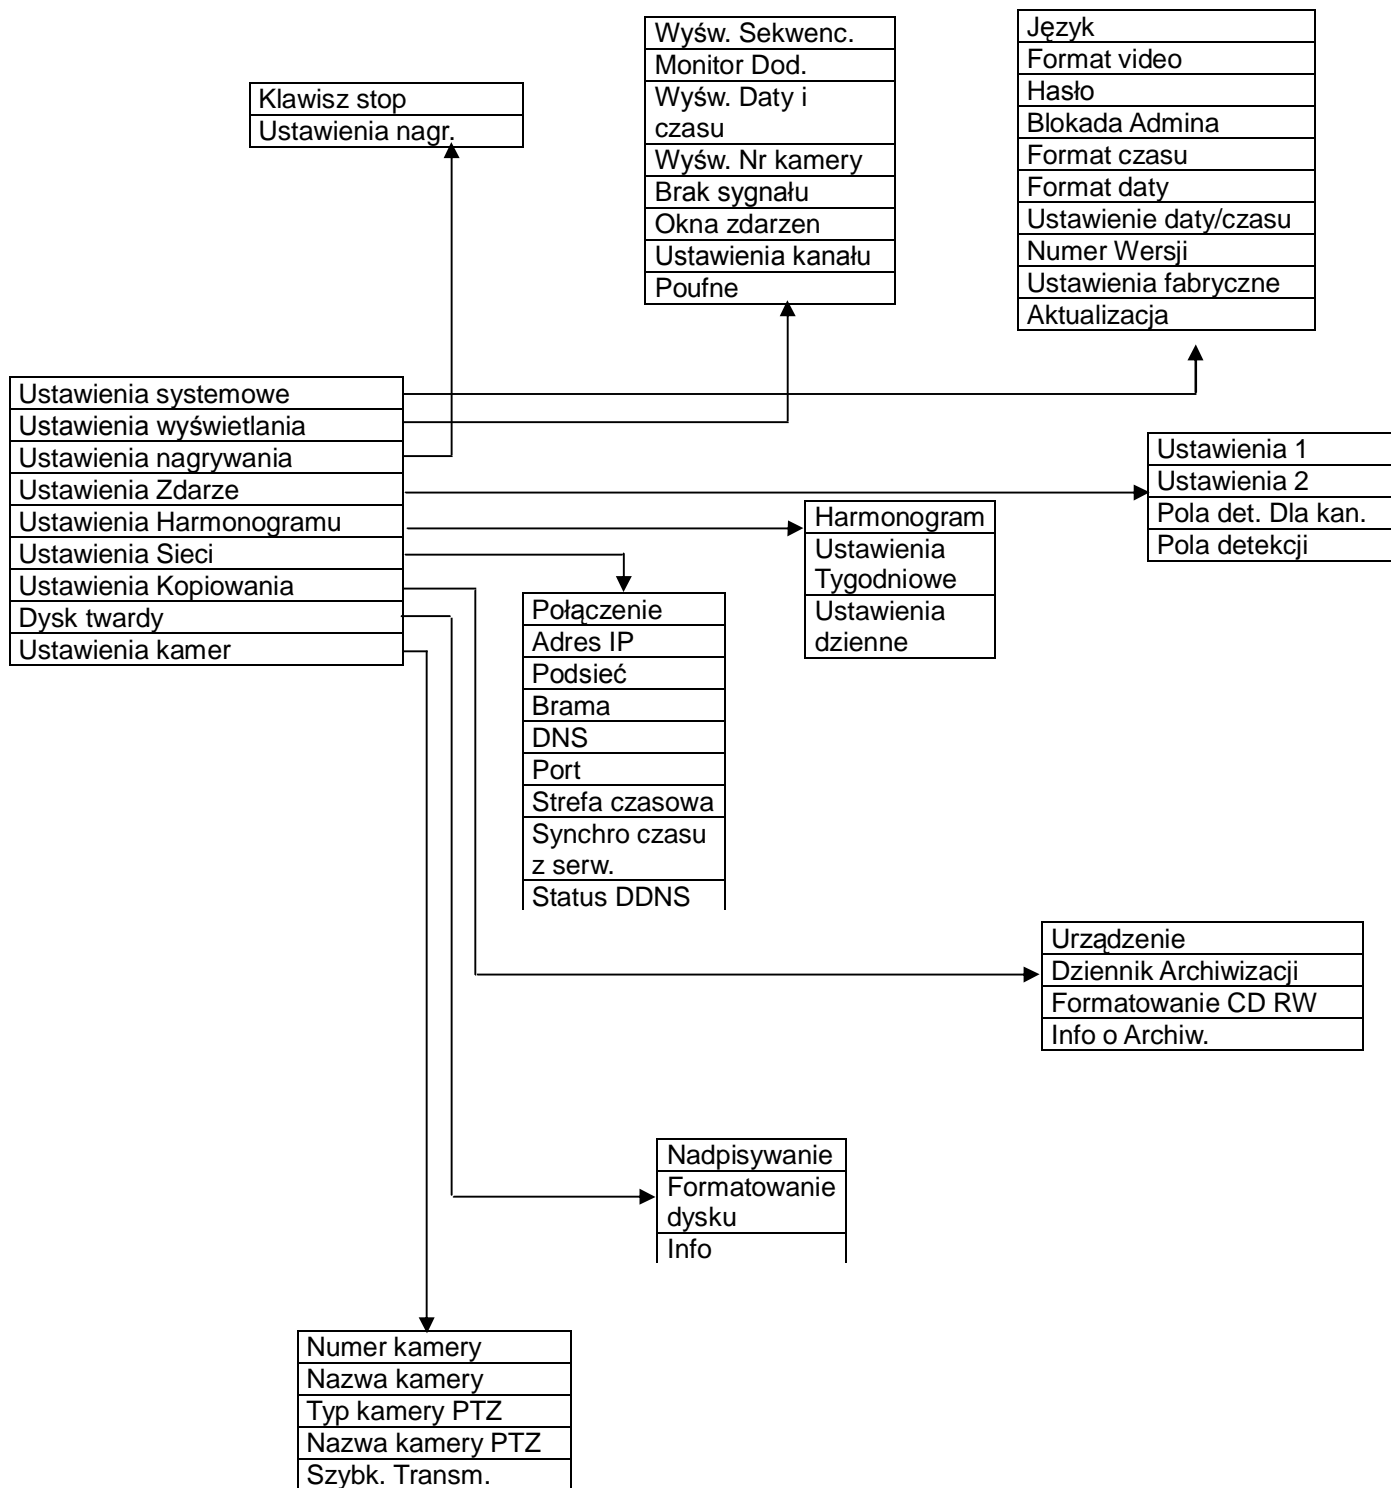 Klawisz stop
Ustawienia nagr.
Wyśw. Sekwenc.
Monitor Dod.
Wyśw. Daty i
czasu
Wyśw. Nr kamery
Brak sygnału
Okna zdarzen
Ustawienia kanału
Poufne
Język
Format video
Hasło
Blokada Admina
Format czasu
Format daty
Ustawienie daty/czasu
Numer Wersji
Ustawienia fabryczne
Aktualizacja
Ustawienia systemowe
Ustawienia wyświetlania
Ustawienia nagrywania
Ustawienia Zdarze
Ustawienia Harmonogramu
Ustawienia Sieci
Ustawienia Kopiowania
Dysk twardy
Ustawienia kamer
Ustawienia 1
Ustawienia 2
Pola det. Dla kan.
Pola detekcji
Harmonogram
Ustawienia
Tygodniowe
Ustawienia
dzienne
Połączenie
Adres IP
Podsieć
Brama
DNS
Port
Strefa czasowa
Synchro czasu
z serw.
Status DDNS
Urządzenie
Dziennik Archiwizacji
Formatowanie CD RW
Info o Archiw.
Nadpisywanie
Formatowanie
dysku
Info
Numer kamery
Nazwa kamery
Typ kamery PTZ
Nazwa kamery PTZ
Szybk. Transm.